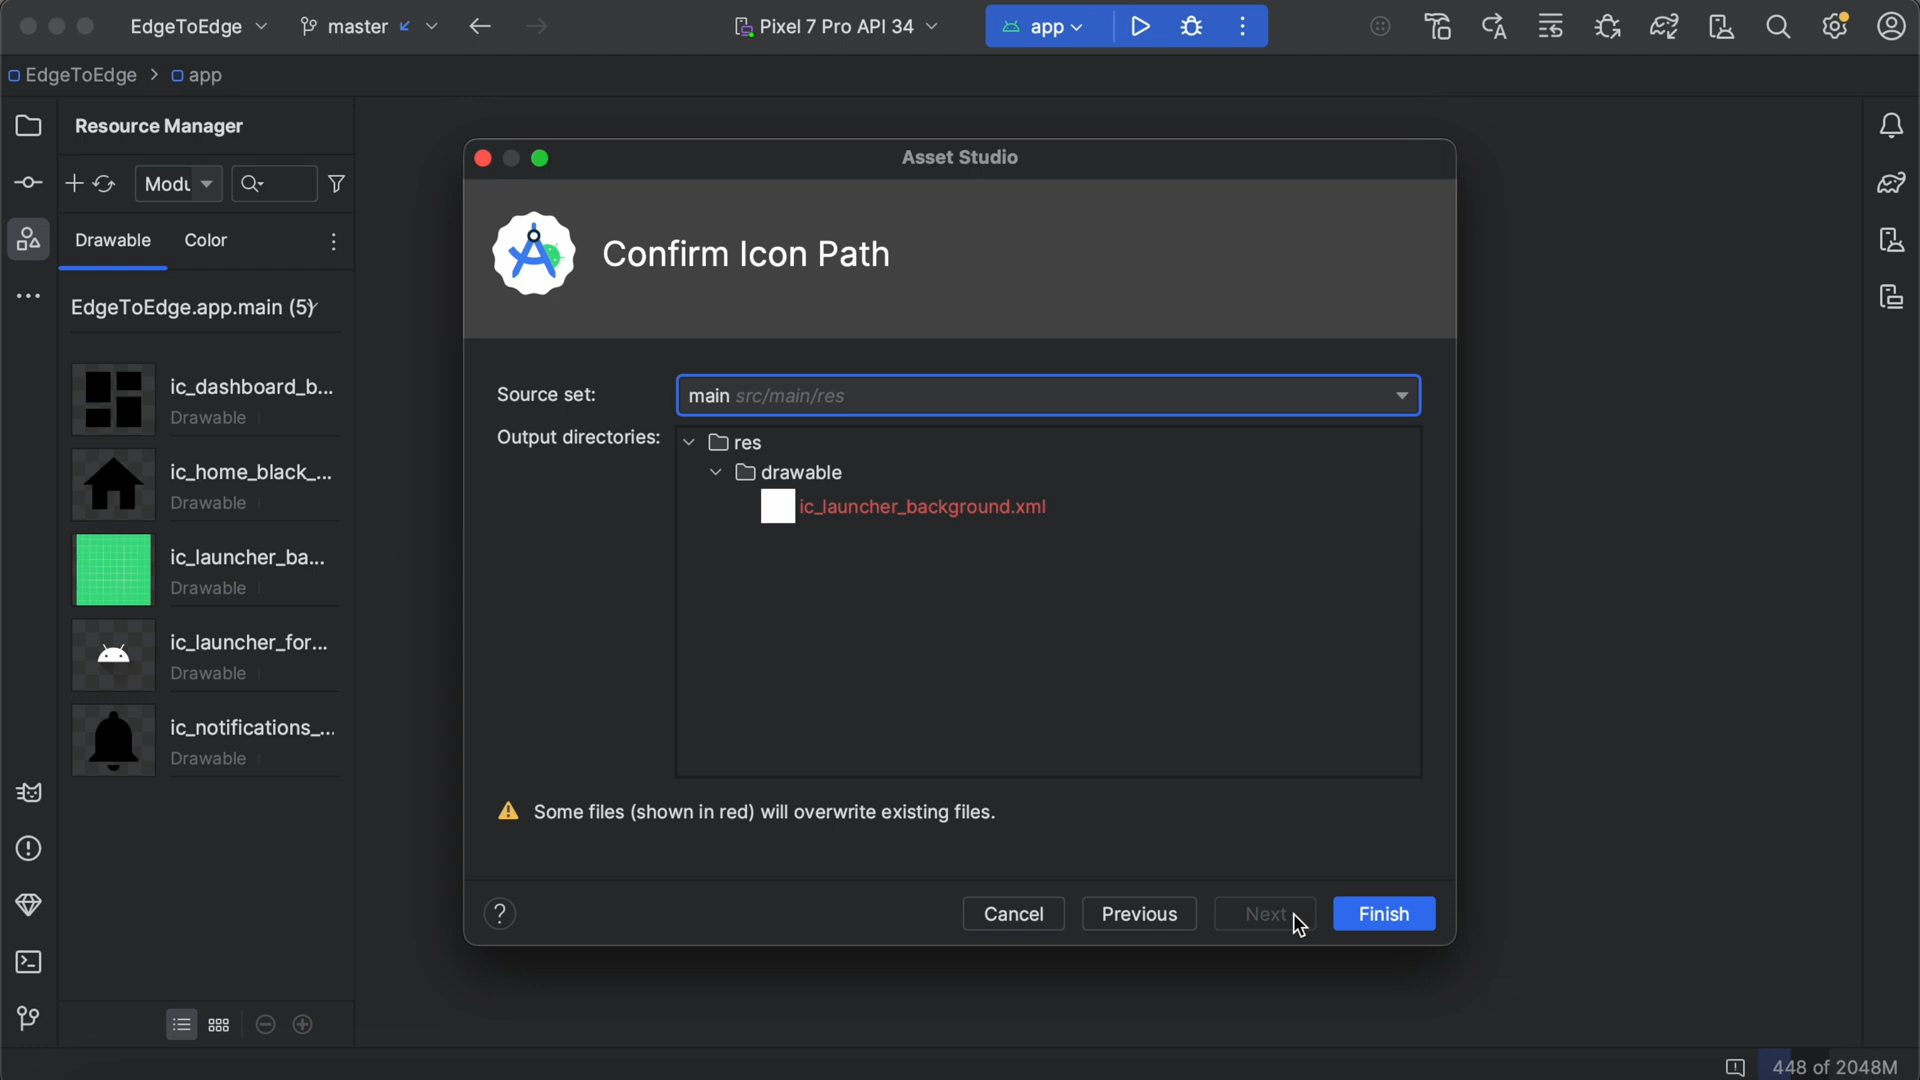 EdgeToEdge
master
Pixel 7 Pro API 34
app
EdgeToEdge
app
Resource Manager
Modu
Drawable
Color
EdgeToEdge.app.main (5)
ic_dashboard_b...
Drawable
ic_home_black_...
Drawable
ic_launcher_ba...
Drawable
ic_launcher_for...
Drawable
ic_notifications_...
Drawable
Asset Studio
Confirm Icon Path
Source set:
main src/main/res
Output directories:
res
drawable
ic_launcher_background.xml
Some files (shown in red) will overwrite existing files.
?
Cancel
Previous
Next
Finish
448 of 2048M